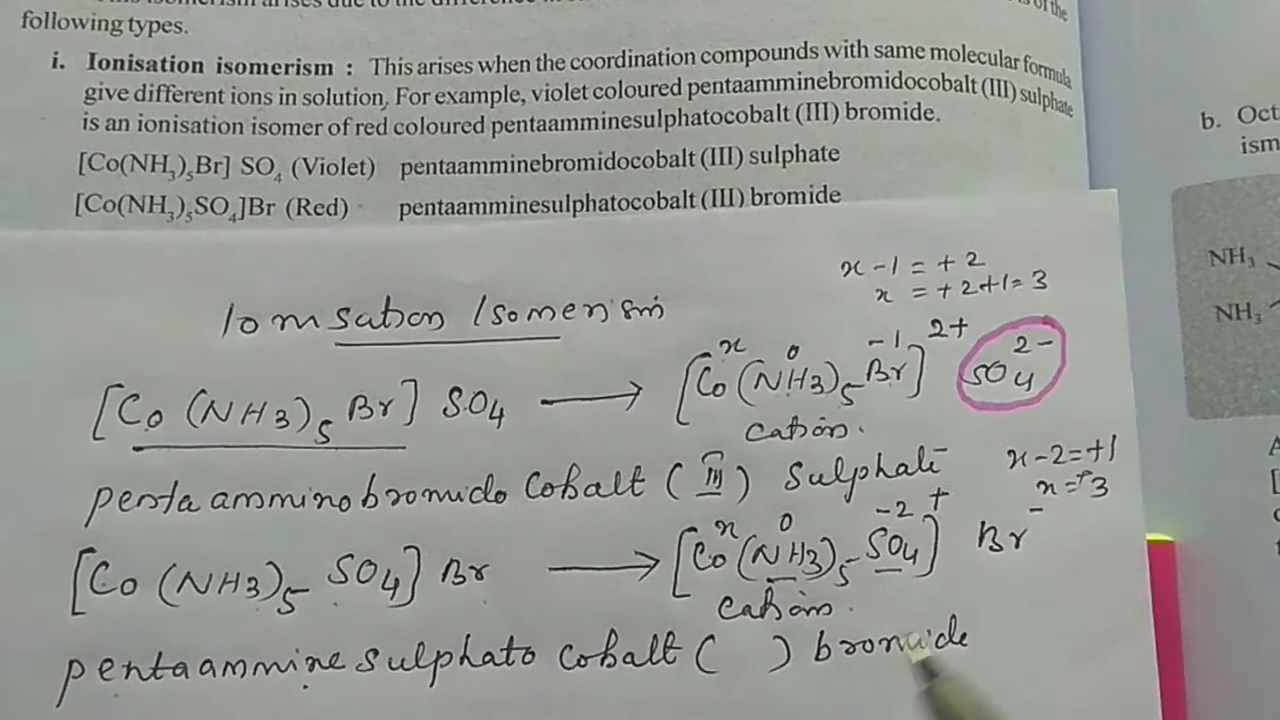 following types.
i. Ionisation isomerism : This arises when the coordination compounds with same molecular formula
give different ions in solution. For example, violet coloured pentaamminebromidocobalt (III) sulphate
is an ionisation isomer of red coloured pentaamminesulphatocobalt (III) bromide.
[Co(NH₃)₅Br] SO₄ (Violet) pentaamminebromidocobalt (III) sulphate
[Co(NH₃)₅SO₄]Br (Red) pentaamminesulphatocobalt (III) bromide
x - 1 = + 2
x = + 2 + 1 = 3
Ionisation Isomerism
[Co (NH3)₅ Br] SO₄ ⟶ [Co (NH3)₅ Br]²⁺ SO₄²⁻
x 0 -1
cation.
pentaamminobromido Cobalt (III) Sulphate
x - 2 = +1
x = +3
[Co (NH3)₅ SO₄] Br ⟶ [Co (NH3)₅ SO₄]⁺ Br⁻
x 0 -2
cation.
pentaammine sulphato cobalt ( ) bromide
b. Oct
ism
NH₃
NH₃